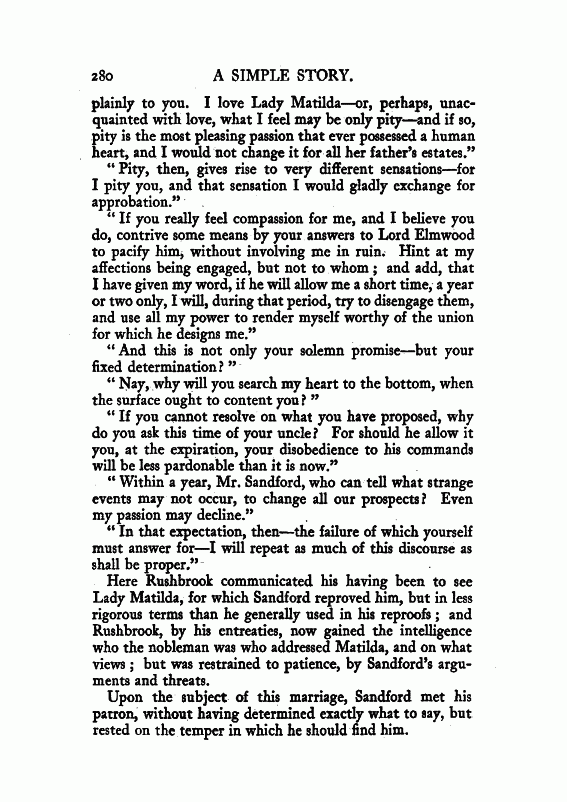 280 A SIMPLE STORY.
plainly to you. I love Lady Matilda—or, perhaps, unac-
quainted with love, what I feel may be only pity—and if so,
pity is the most pleasing passion that ever possessed a human
heart, and I would not change it for all her father's estates."
"Pity, then, gives rise to very different sensations—for
I pity you, and that sensation I would gladly exchange for
approbation."
"If you really feel compassion for me, and I believe you
do, contrive some means by your answers to Lord Elmwood
to pacify him, without involving me in ruin. Hint at my
affections being engaged, but not to whom; and add, that
I have given my word, if he will allow me a short time, a year
or two only, I will, during that period, try to disengage them,
and use all my power to render myself worthy of the union
for which he designs me."
"And this is not only your solemn promise—but your
fixed determination?"
"Nay, why will you search my heart to the bottom, when
the surface ought to content you?"
"If you cannot resolve on what you have proposed, why
do you ask this time of your uncle? For should he allow it
you, at the expiration, your disobedience to his commands
will be less pardonable than it is now."
"Within a year, Mr. Sandford, who can tell what strange
events may not occur, to change all our prospects? Even
my passion may decline."
"In that expectation, then—the failure of which yourself
must answer for—I will repeat as much of this discourse as
shall be proper."
Here Rushbrook communicated his having been to see
Lady Matilda, for which Sandford reproved him, but in less
rigorous terms than he generally used in his reproofs; and
Rushbrook, by his entreaties, now gained the intelligence
who the nobleman was who addressed Matilda, and on what
views; but was restrained to patience, by Sandford's argu-
ments and threats.
Upon the subject of this marriage, Sandford met his
patron, without having determined exactly what to say, but
rested on the temper in which he should find him.